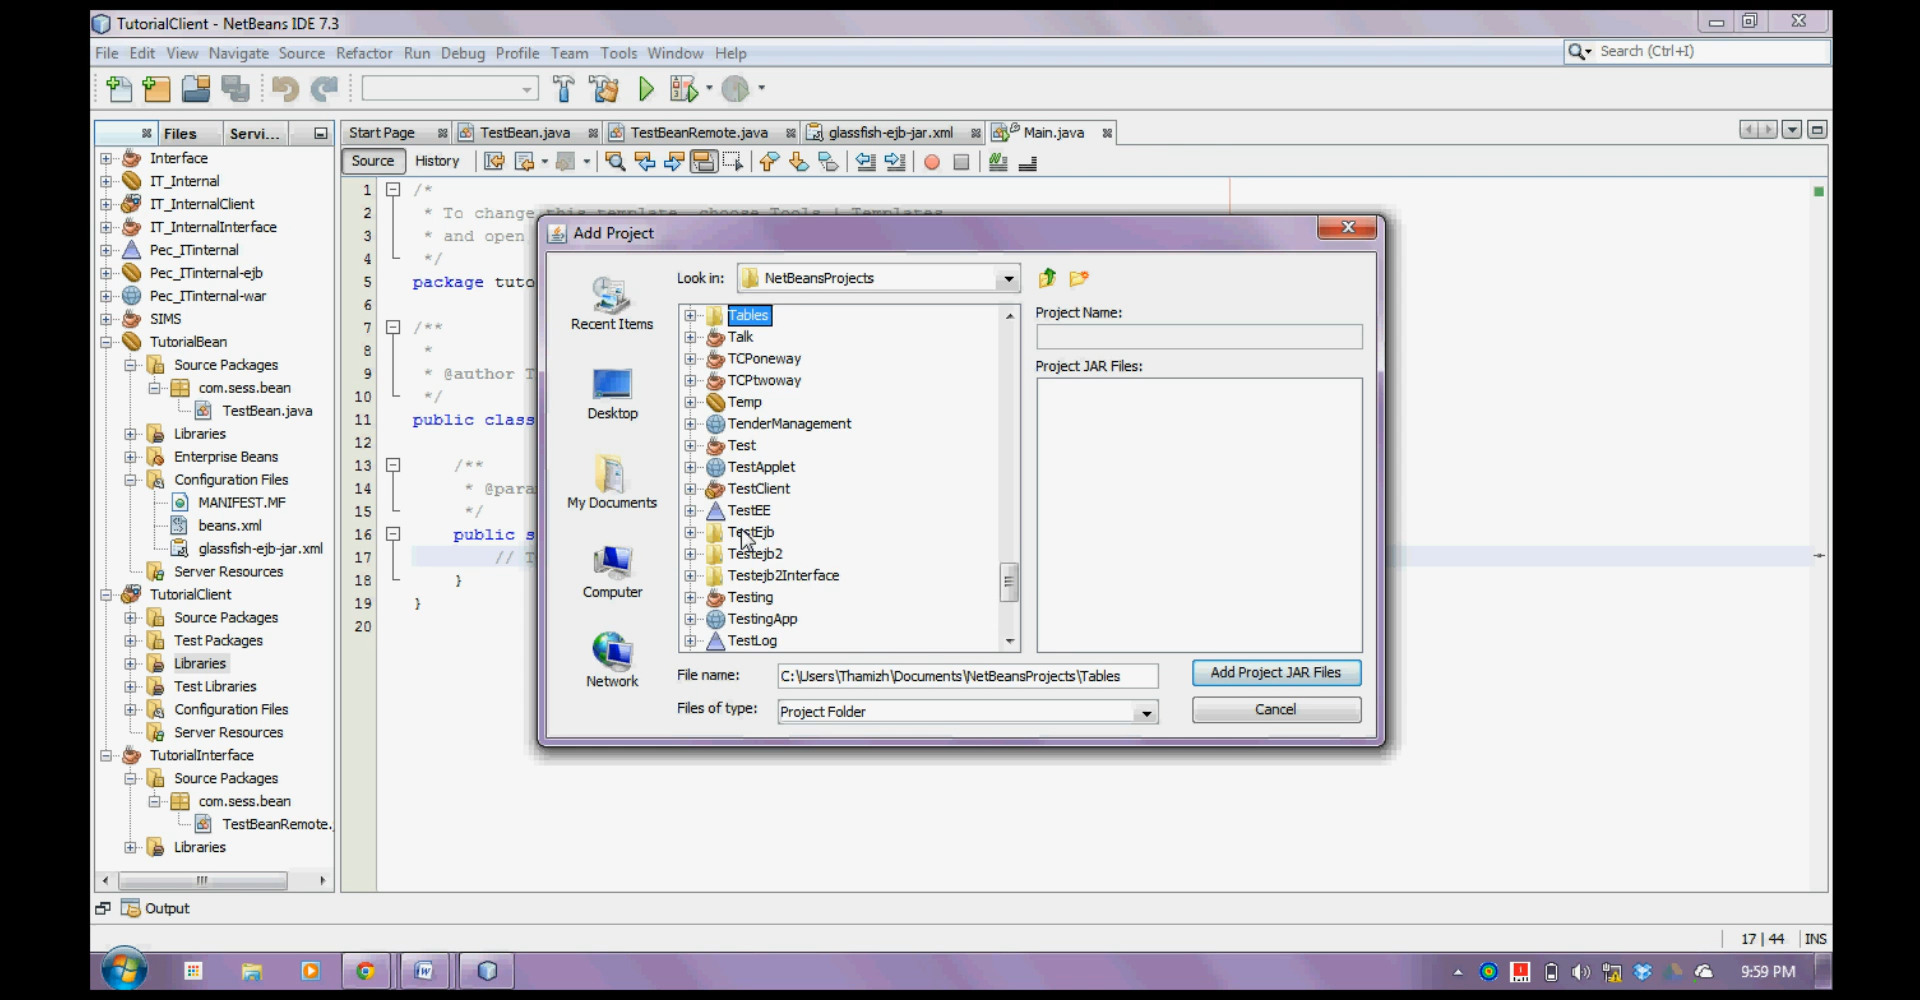 TutorialClient - NetBeans IDE 7.3
File Edit View Navigate Source Refactor Run Debug Profile Team Tools Window Help
Search (Ctrl+I)
Files Servi...
Start Page TestBean.java TestBeanRemote.java glassfish-ejb-jar.xml Main.java
Source History
Interface
IT_Internal
IT_InternalClient
IT_InternalInterface
Pec_ITinternal
Pec_ITinternal-ejb
Pec_ITinternal-war
SIMS
TutorialBean
Source Packages
com.sess.bean
TestBean.java
Libraries
Enterprise Beans
Configuration Files
MANIFEST.MF
beans.xml
glassfish-ejb-jar.xml
Server Resources
TutorialClient
Source Packages
Test Packages
Libraries
Test Libraries
Configuration Files
Server Resources
TutorialInterface
Source Packages
com.sess.bean
TestBeanRemote.
Libraries
1 /*
2 * To change this template, choose Tools | Templates
3 * and open
4 */
5 package tuto
6
7 /**
8 *
9 * @author T
10 */
11 public class
12
13 /**
14 * @para
15 */
16 public s
17 // T
18 }
19 }
20
Add Project
Look in: NetBeansProjects
Recent Items
Desktop
My Documents
Computer
Network
Tables
Talk
TCPoneway
TCPtwoway
Temp
TenderManagement
Test
TestApplet
TestClient
TestEE
TestEjb
Testejb2
Testejb2Interface
Testing
TestingApp
TestLog
Project Name:
Project JAR Files:
File name: C:\Users\Thamizh\Documents\NetBeansProjects\Tables
Files of type: Project Folder
Add Project JAR Files
Cancel
Output
17 | 44 INS
9:59 PM